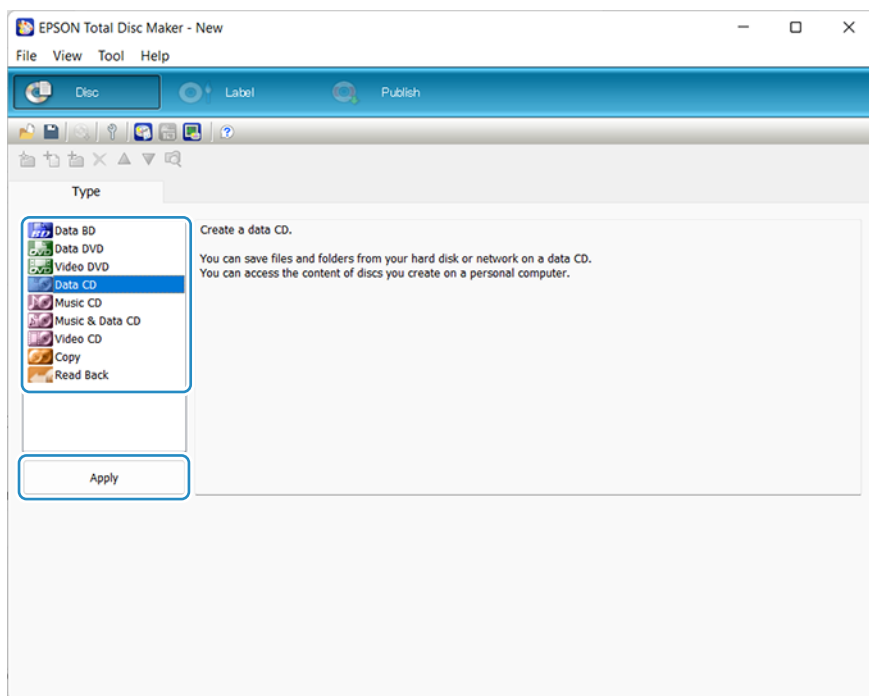 EPSON Total Disc Maker - New
File View Tool Help
Disc Label Publish
Type
Data BD
Data DVD
Video DVD
Data CD
Music CD
Music & Data CD
Video CD
Copy
Read Back
Create a data CD.
You can save files and folders from your hard disk or network on a data CD.
You can access the content of discs you create on a personal computer.
Apply